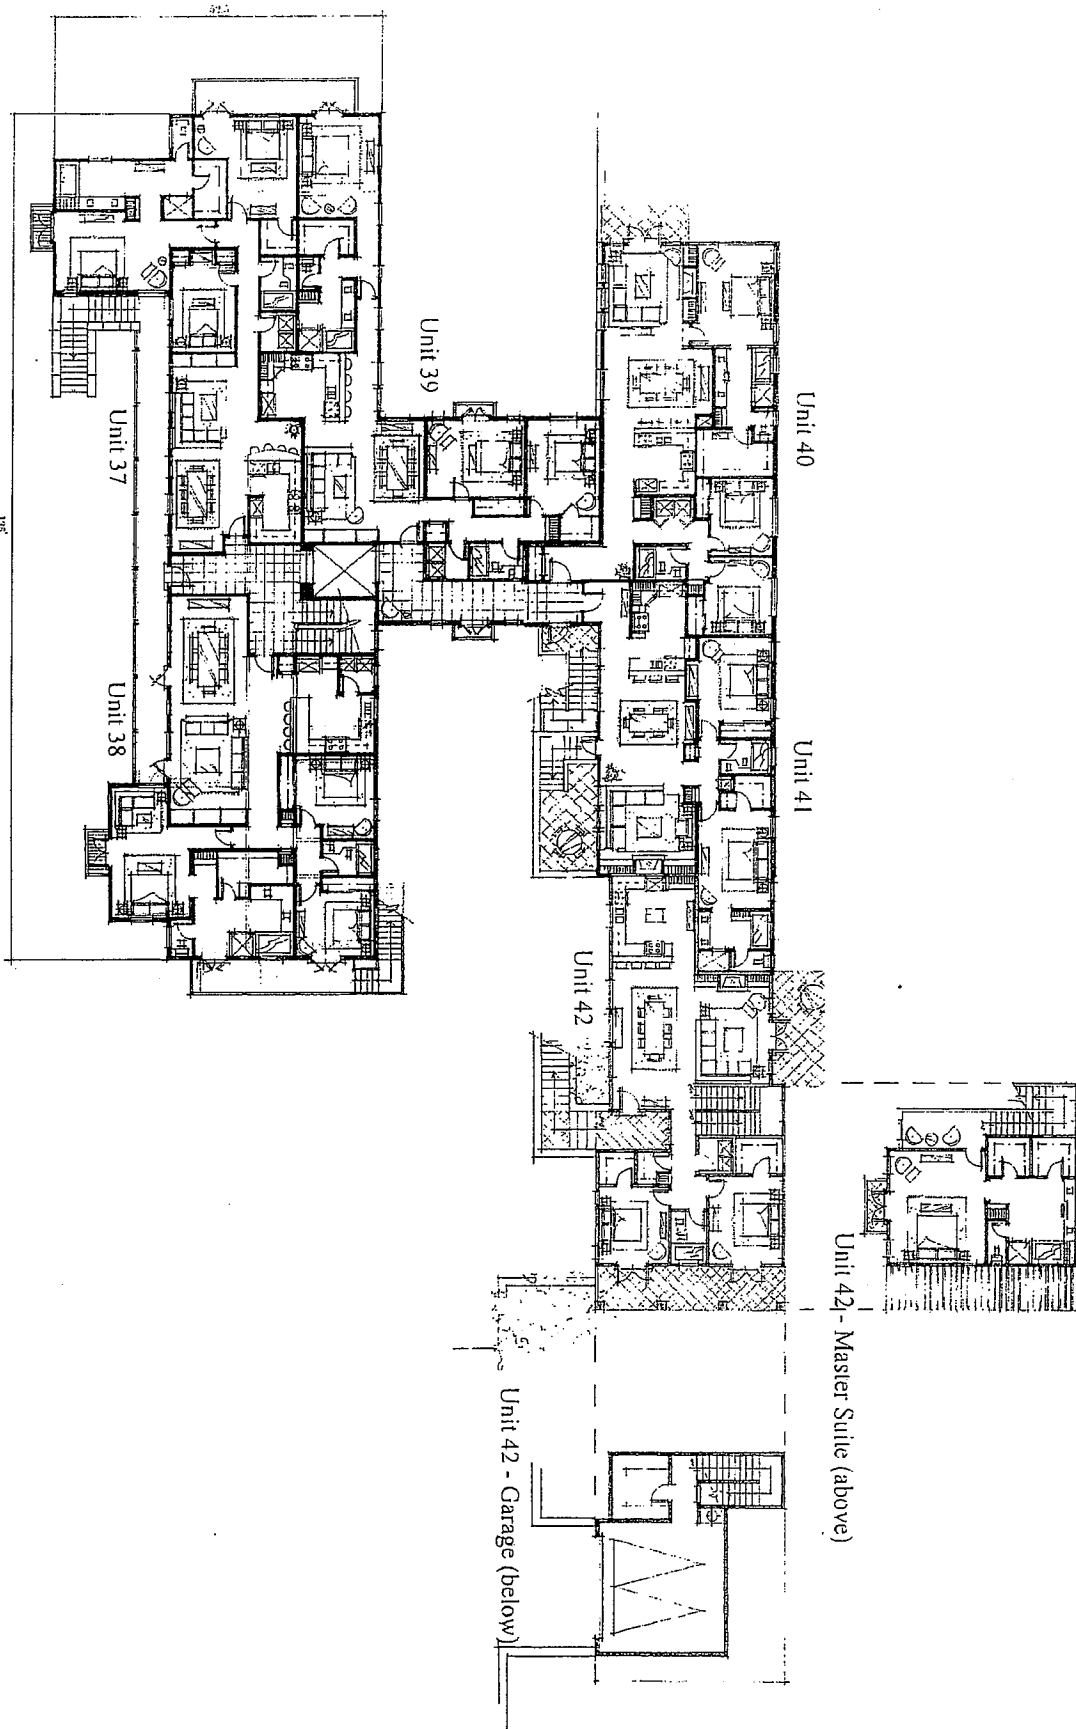 Unit 37
Unit 38
Unit 39
Unit 40
Unit 41
Unit 42
Unit 42 - Master Suite (above)
Unit 42 - Garage (below)